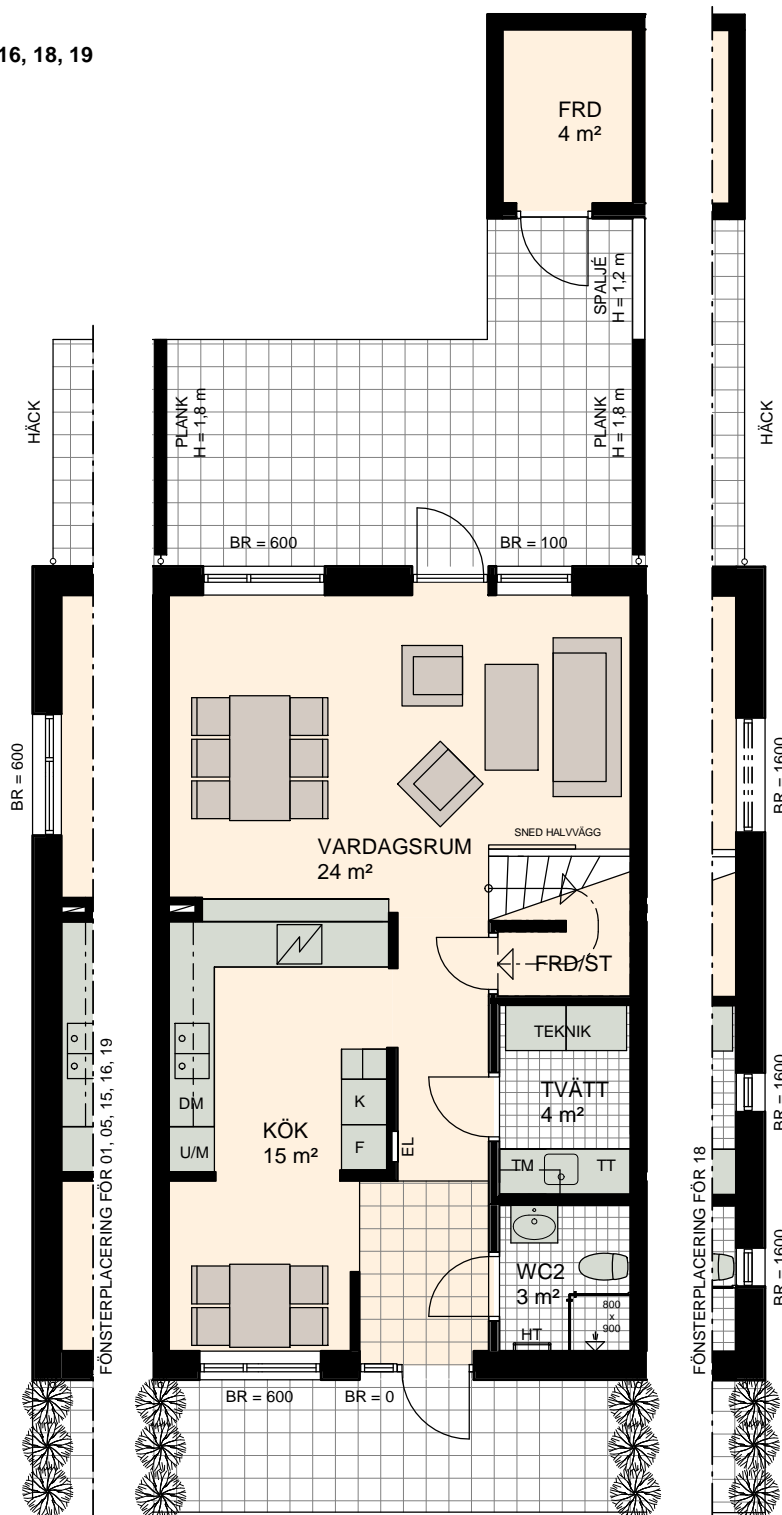 16, 18, 19
FRD
4 m²
SPALJÉ
H = 1,2 m
HÄCK
PLANK
H = 1,8 m
PLANK
H = 1,8 m
HÄCK
BR = 600
BR = 100
BR = 600
BR = 1600
VARDAGSRUM
24 m²
SNED HALVVÄGG
FRD/ST
TEKNIK
TVÄTT
4 m²
TM
TT
DM
U/M
KÖK
15 m²
K
F
EL
BR = 1600
FÖNSTERPLACERING FÖR 01, 05, 15, 16, 19
FÖNSTERPLACERING FÖR 18
WC2
3 m²
HT
800
x
900
BR = 1600
BR = 600
BR = 0